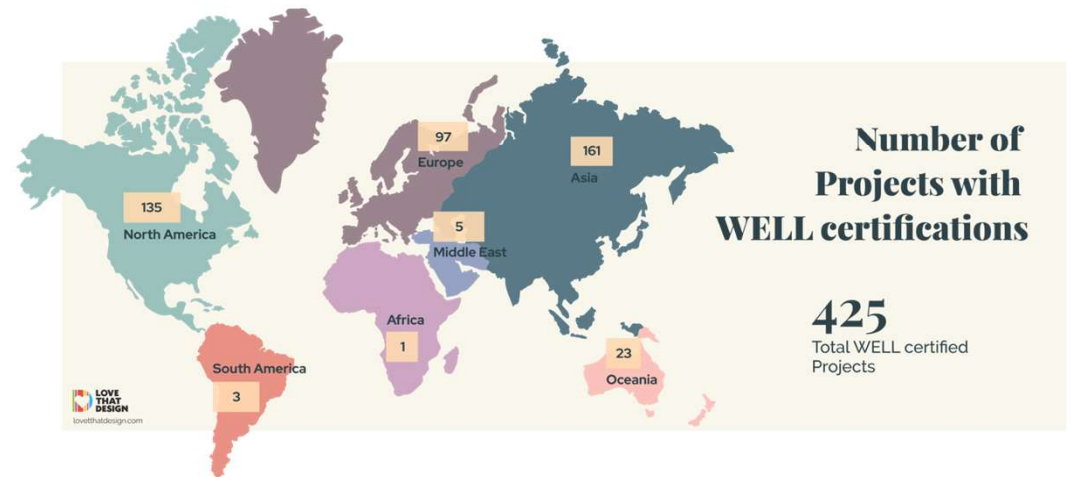 Number of
Projects with
WELL certifications
425
Total WELL certified
Projects
135
North America
97
Europe
161
Asia
5
Middle East
Africa
1
South America
3
23
Oceania
LOVE
THAT
DESIGN
lovetthatdesign.com